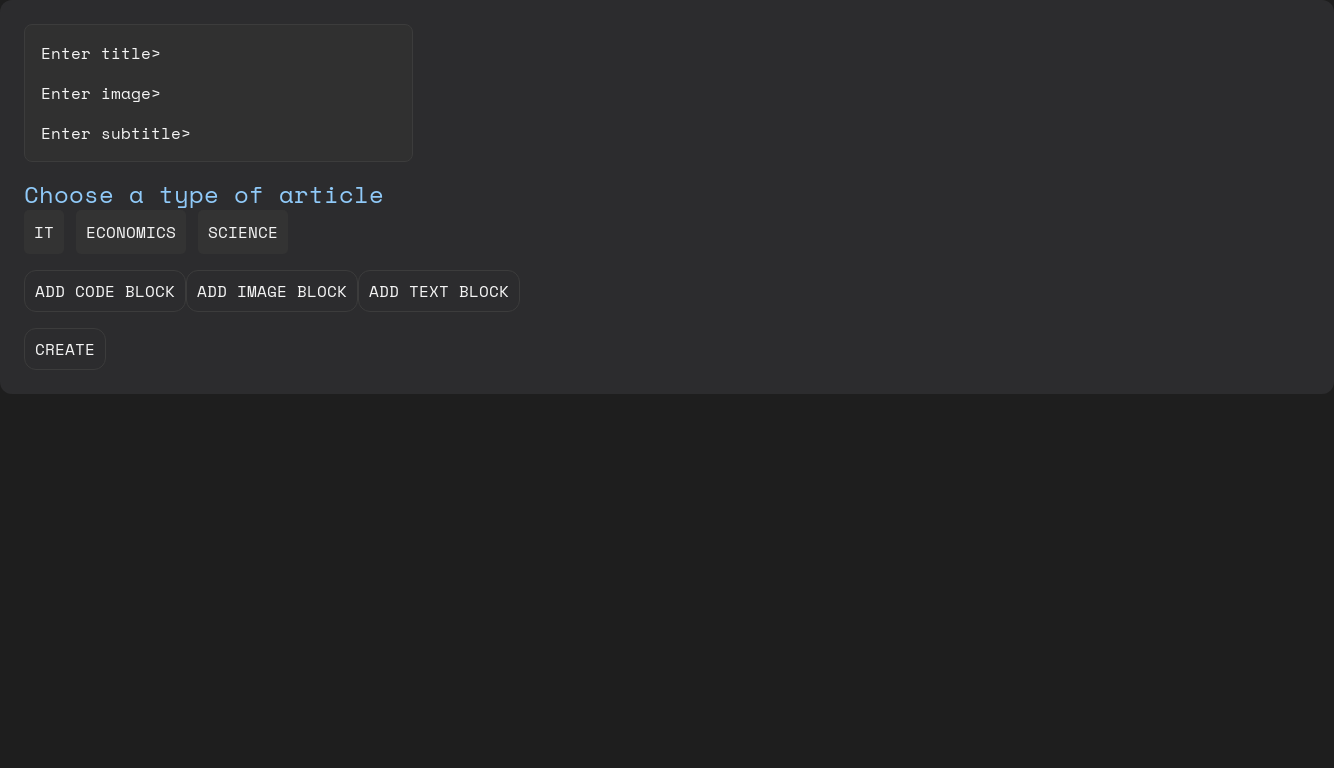 Enter title>
Enter image>
Enter subtitle>
Choose a type of article
IT ECONOMICS SCIENCE
ADD CODE BLOCK ADD IMAGE BLOCK ADD TEXT BLOCK
CREATE